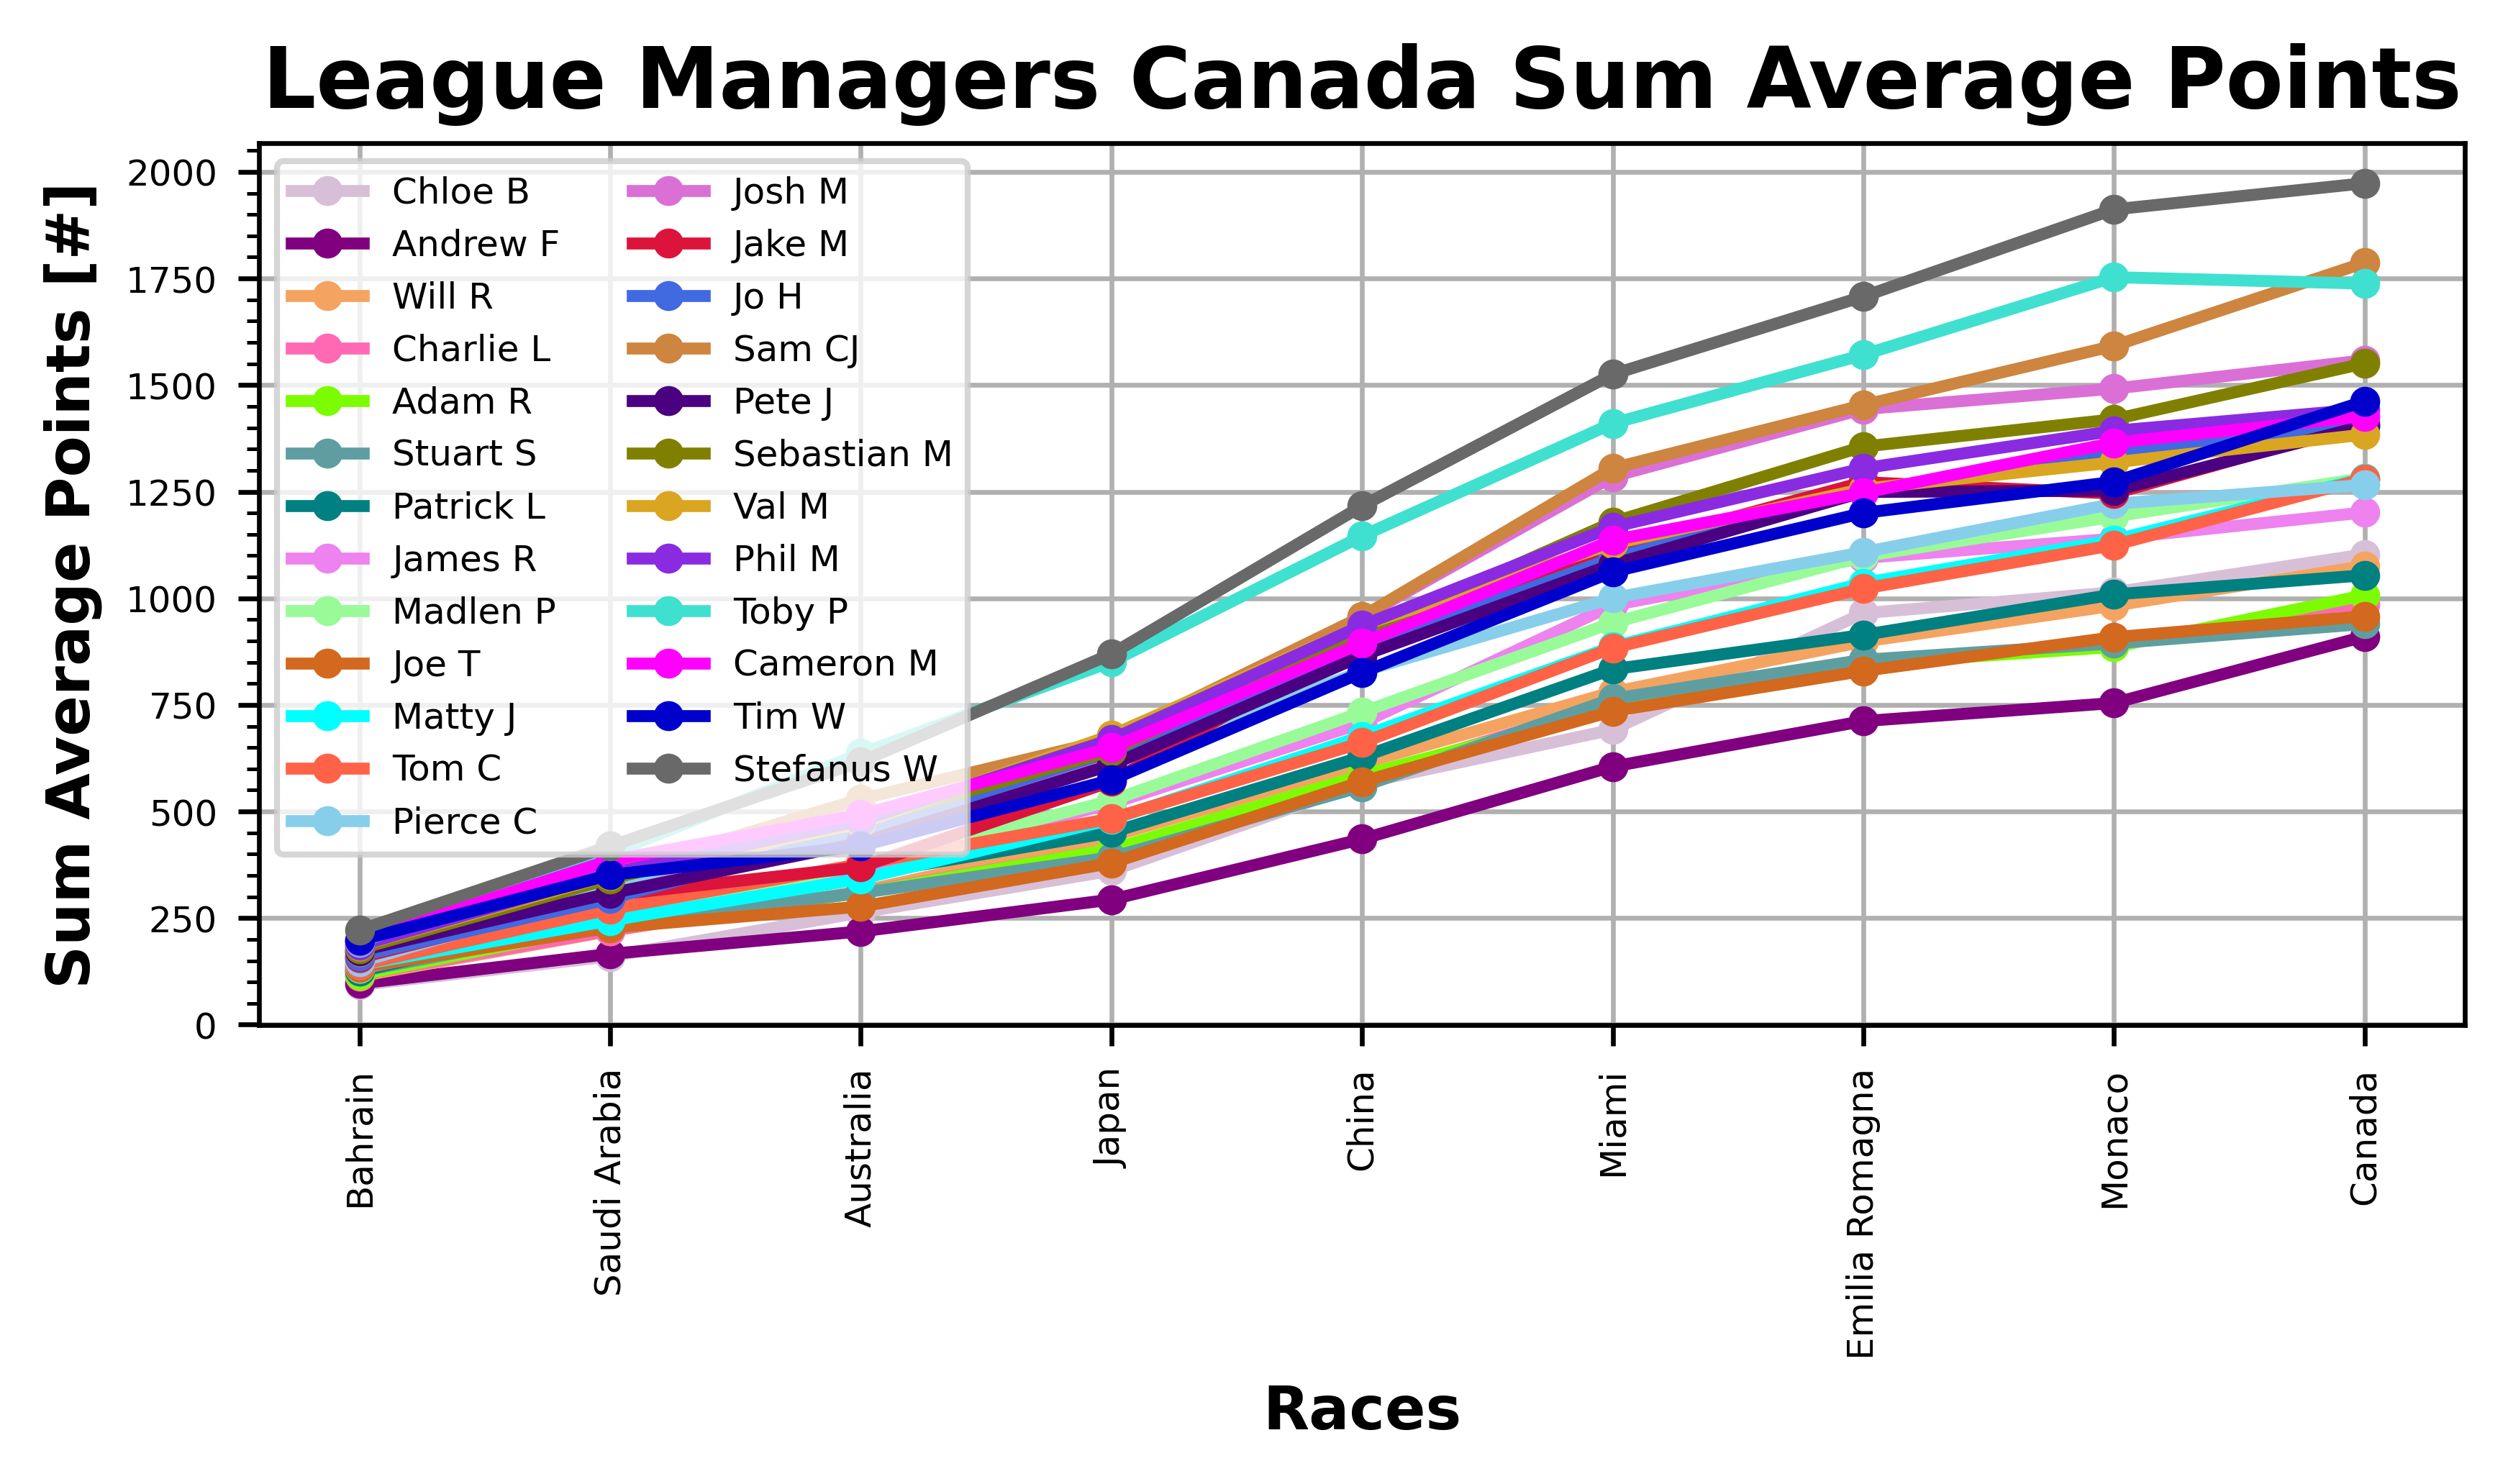 League Managers Canada Sum Average Points
Sum Average Points [#]
2000
1750
1500
1250
1000
750
500
250
0
Chloe B
Andrew F
Will R
Charlie L
Adam R
Stuart S
Patrick L
James R
Madlen P
Joe T
Matty J
Tom C
Pierce C
Josh M
Jake M
Jo H
Sam CJ
Pete J
Sebastian M
Val M
Phil M
Toby P
Cameron M
Tim W
Stefanus W
Bahrain
Saudi Arabia
Australia
Japan
China
Miami
Emilia Romagna
Monaco
Canada
Races